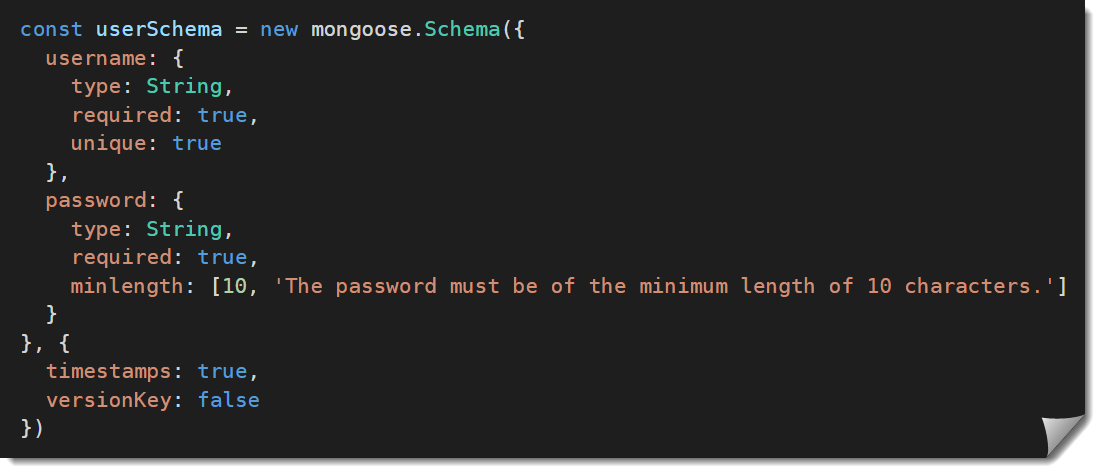 const userSchema = new mongoose.Schema({
  username: {
    type: String,
    required: true,
    unique: true
  },
  password: {
    type: String,
    required: true,
    minlength: [10, 'The password must be of the minimum length of 10 characters.']
  }
}, {
  timestamps: true,
  versionKey: false
})